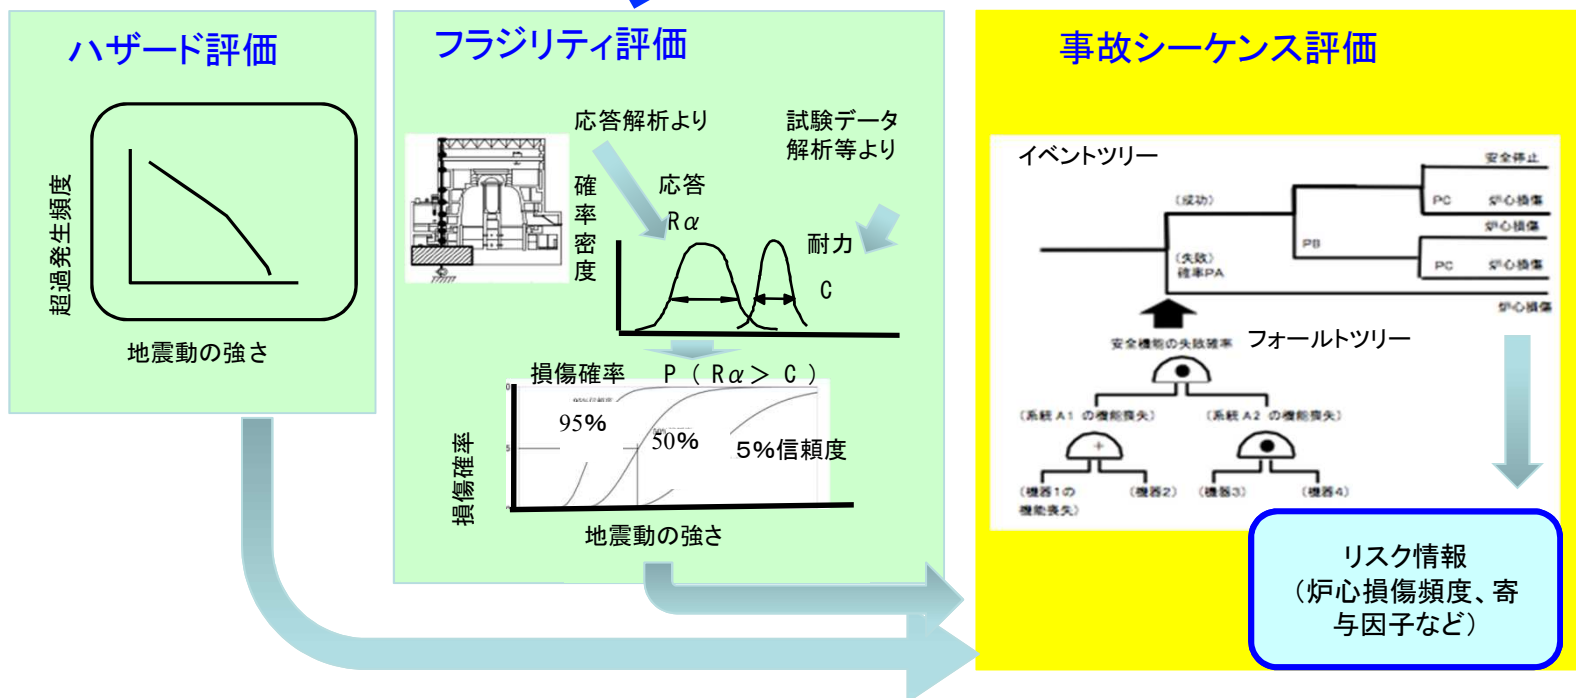 ハザード評価
超過発生頻度
地震動の強さ
フラジリティ評価
応答解析より
試験データ
解析等より
確率密度
応答
Rα
耐力
C
損傷確率 P ( Rα > C )
95%
50%
5%信頼度
損傷確率
地震動の強さ
事故シーケンス評価
イベントツリー
安全停止
(成功)
PC
炉心損傷
炉心損傷
PB
(失敗)
確率PA
PC
炉心損傷
炉心損傷
安全機能の失敗確率
フォールトツリー
(系統 A1 の機能喪失)
(系統 A2 の機能喪失)
(機器1の
機能喪失)
(機器2)
(機器3)
(機器4)
リスク情報
(炉心損傷頻度、寄
与因子など)